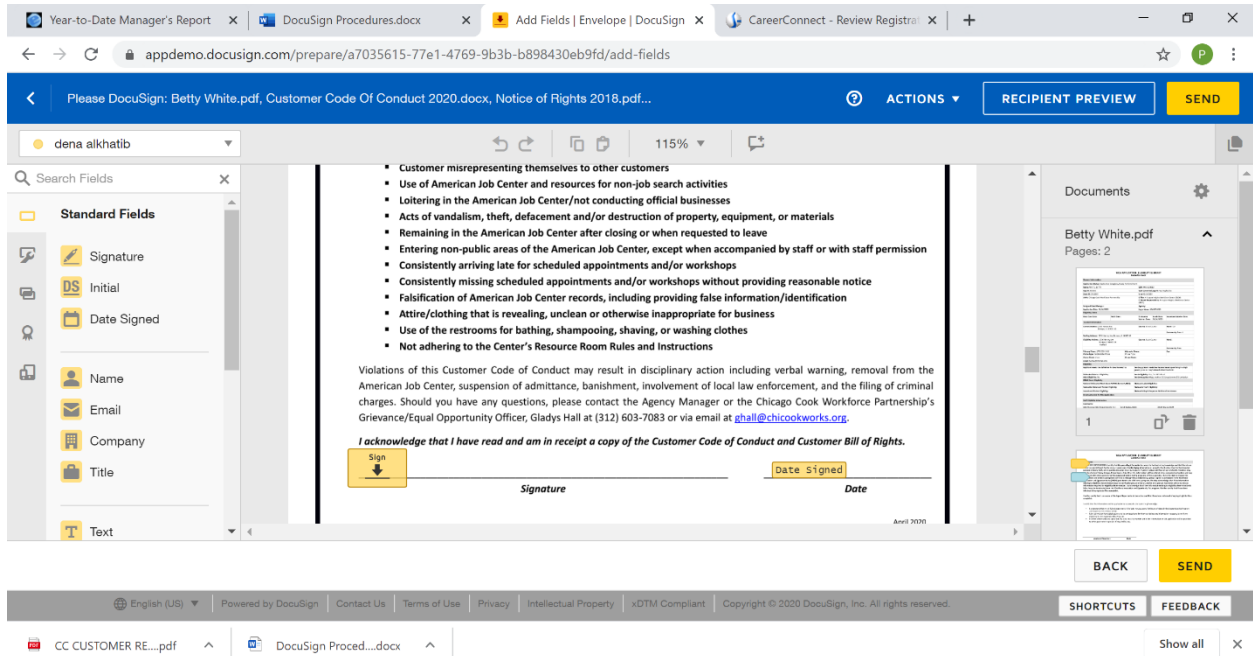 Year-to-Date Manager's Report
DocuSign Procedures.docx
Add Fields | Envelope | DocuSign
CareerConnect - Review Registrat
appdemo.docusign.com/prepare/a7035615-77e1-4769-9b3b-b898430eb9fd/add-fields
P
Please DocuSign: Betty White.pdf, Customer Code Of Conduct 2020.docx, Notice of Rights 2018.pdf...
ACTIONS
RECIPIENT PREVIEW
SEND
dena alkhatib
115%
Search Fields
Standard Fields
Signature
DS Initial
Date Signed
Name
Email
Company
Title
T Text
Customer misrepresenting themselves to other customers
Use of American Job Center and resources for non-job search activities
Loitering in the American Job Center/not conducting official businesses
Acts of vandalism, theft, defacement and/or destruction of property, equipment, or materials
Remaining in the American Job Center after closing or when requested to leave
Entering non-public areas of the American Job Center, except when accompanied by staff or with staff permission
Consistently arriving late for scheduled appointments and/or workshops
Consistently missing scheduled appointments and/or workshops without providing reasonable notice
Falsification of American Job Center records, including providing false information/identification
Attire/clothing that is revealing, unclean or otherwise inappropriate for business
Use of the restrooms for bathing, shampooing, shaving, or washing clothes
Not adhering to the Center's Resource Room Rules and Instructions
Violations of this Customer Code of Conduct may result in disciplinary action including verbal warning, removal from the
American Job Center, suspension of admittance, banishment, involvement of local law enforcement, and the filing of criminal
charges. Should you have any questions, please contact the Agency Manager or the Chicago Cook Workforce Partnership's
Grievance/Equal Opportunity Officer, Gladys Hall at (312) 603-7083 or via email at ghall@chicookworks.org.
I acknowledge that I have read and am in receipt a copy of the Customer Code of Conduct and Customer Bill of Rights.
Sign
Date Signed
Signature
Date
April 2020
Documents
Betty White.pdf
Pages: 2
1
BACK
SEND
English (US)
Powered by DocuSign
Contact Us
Terms of Use
Privacy
Intellectual Property
xDTM Compliant
Copyright © 2020 DocuSign, Inc. All rights reserved.
SHORTCUTS
FEEDBACK
CC CUSTOMER RE....pdf
DocuSign Proced....docx
Show all